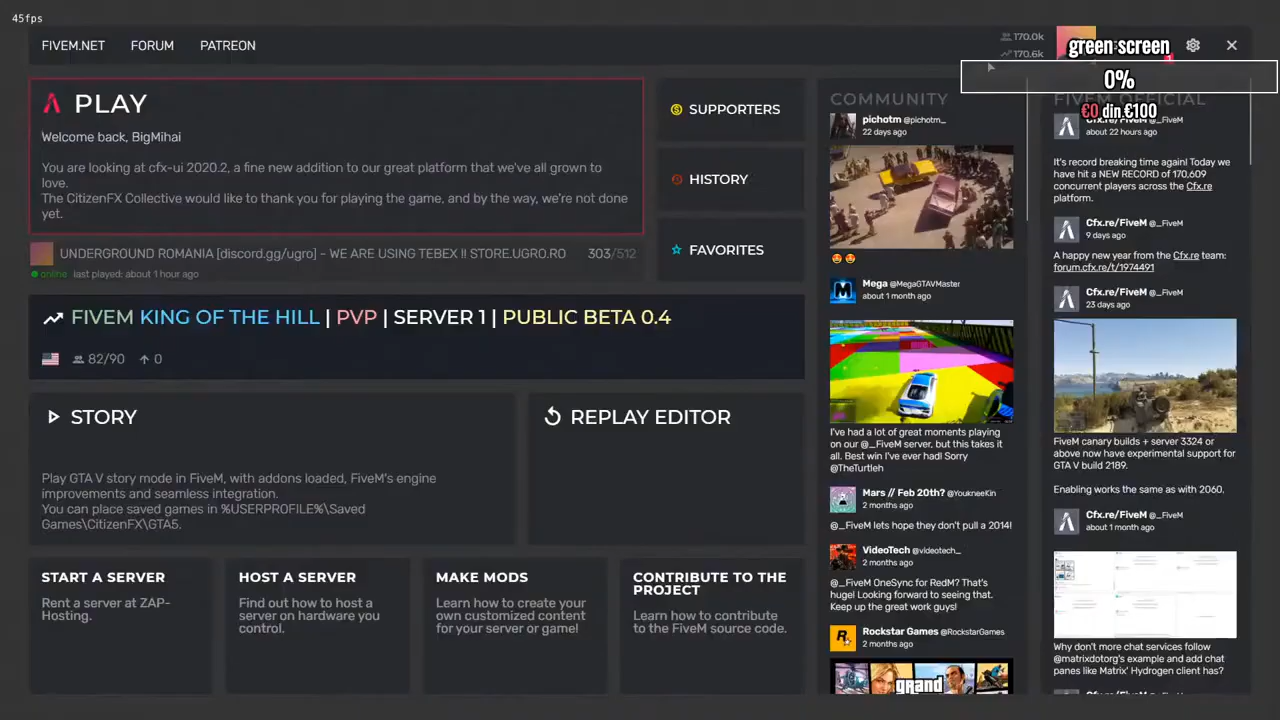 45fps
FIVEM.NET
FORUM
PATREON
170.0k
170.6k
green screen
0%
€0 din €100
PLAY
Welcome back, BigMihai
You are looking at cfx-ui 2020.2, a fine new addition to our great platform that we've all grown to
love.
The CitizenFX Collective would like to thank you for playing the game, and by the way, we're not done
yet.
UNDERGROUND ROMANIA [discord.gg/ugro] - WE ARE USING TEBEX !! STORE.UGRO.RO
303/512
online
last played: about 1 hour ago
SUPPORTERS
HISTORY
FAVORITES
FIVEM KING OF THE HILL | PVP | SERVER 1 | PUBLIC BETA 0.4
82/90
0
STORY
Play GTA V story mode in FiveM, with addons loaded, FiveM's engine
improvements and seamless integration.
You can place saved games in %USERPROFILE%\Saved
Games\CitizenFX\GTA5.
REPLAY EDITOR
START A SERVER
Rent a server at ZAP-
Hosting.
HOST A SERVER
Find out how to host a
server on hardware you
control.
MAKE MODS
Learn how to create your
own customized content
for your server or game!
CONTRIBUTE TO THE
PROJECT
Learn how to contribute
to the FiveM source code.
COMMUNITY
pichotm @pichotm_
22 days ago
Mega @MegaGTAVMaster
about 1 month ago
I've had a lot of great moments playing
on our @_FiveM server, but this takes it
all. Best win I've ever had! Sorry
@TheTurtleh
Mars // Feb 20th? @YoukneeKin
2 months ago
@_FiveM lets hope they don't pull a 2014!
VideoTech @videotech_
2 months ago
@_FiveM OneSync for RedM? That's
huge! Looking forward to seeing that.
Keep up the great work guys!
Rockstar Games @RockstarGames
2 months ago
grand
FIVEM OFFICIAL
Cfx.re/FiveM @_FiveM
about 22 hours ago
It's record breaking time again! Today we
have hit a NEW RECORD of 170,609
concurrent players across the Cfx.re
platform.
Cfx.re/FiveM @_FiveM
9 days ago
A happy new year from the Cfx.re team:
forum.cfx.re/t/1974491
Cfx.re/FiveM @_FiveM
23 days ago
FiveM canary builds + server 3324 or
above now have experimental support for
GTA V build 2189.
Enabling works the same as with 2060.
Cfx.re/FiveM @_FiveM
about 1 month ago
Why don't more chat services follow
@matrixdotorg's example and add chat
panes like Matrix' Hydrogen client has?